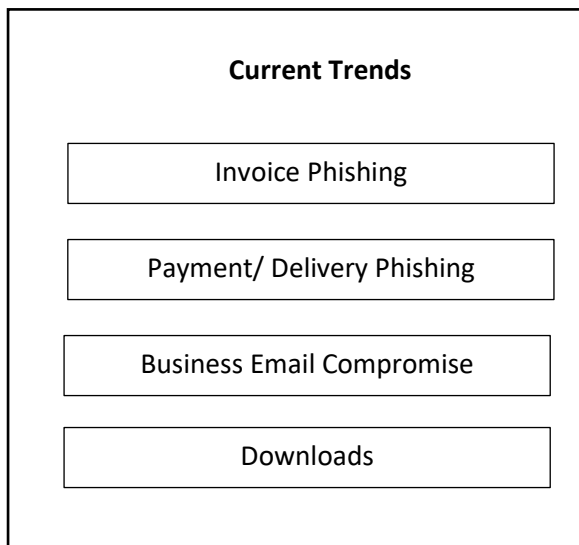 Current Trends
Invoice Phishing
Payment/ Delivery Phishing
Business Email Compromise
Downloads